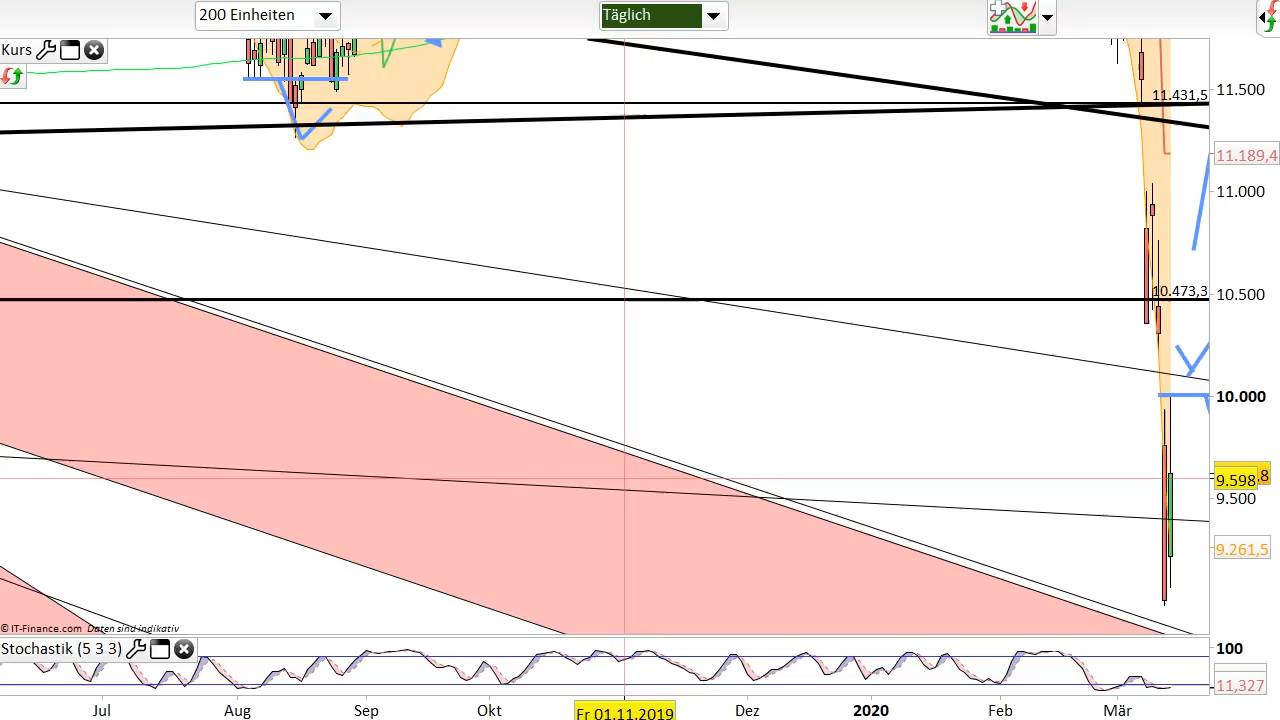 200 Einheiten
Täglich
Kurs
11.500
11.431,5
11.189,4
11.000
10.500
10.473,3
10.000
9.598
8
9.500
9.261,5
© IT-Finance.com Daten sind indikativ
Stochastik (5 3 3)
100
11,327
Jul
Aug
Sep
Okt
Fr 01.11.2019
Dez
2020
Feb
Mär